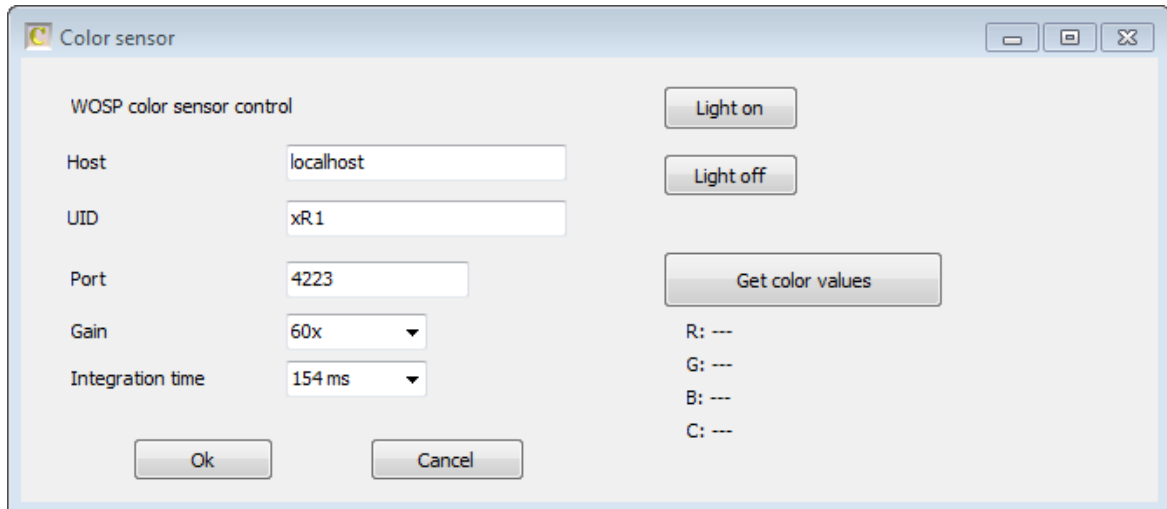 Color sensor
WOSP color sensor control
Light on
Host localhost
Light off
UID xR1
Port 4223
Get color values
Gain 60x
R: ---
Integration time 154 ms
G: ---
B: ---
C: ---
Ok Cancel